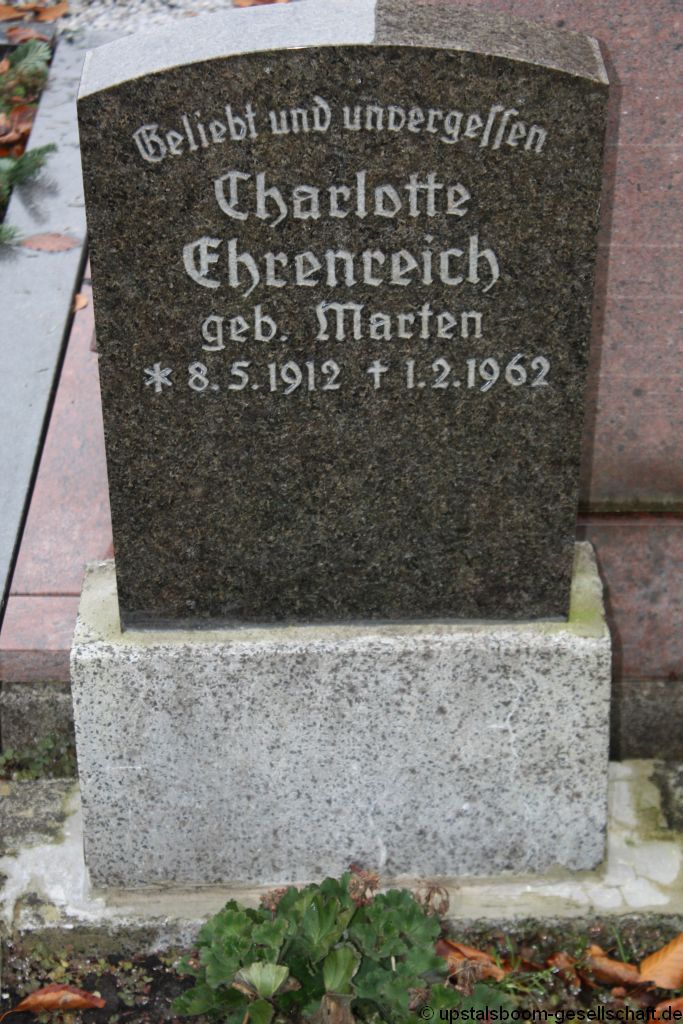 Geliebt und unvergessen
Charlotte
Ehrenreich
geb. Marten
* 8. 5. 1912 † 1. 2. 1962
© upstalsboom-gesellschaft.de